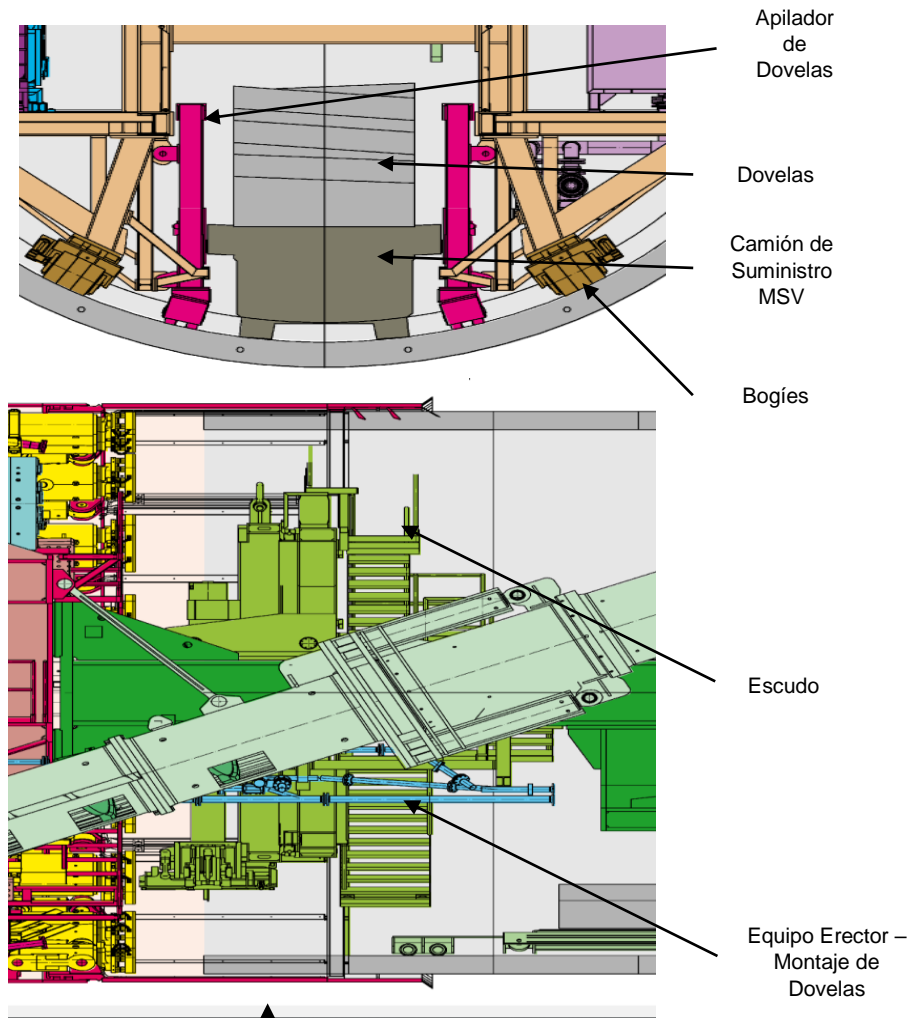 Apilador
de
Dovelas
Dovelas
Camión de
Suministro
MSV
Bogíes
Escudo
Equipo Erector –
Montaje de
Dovelas